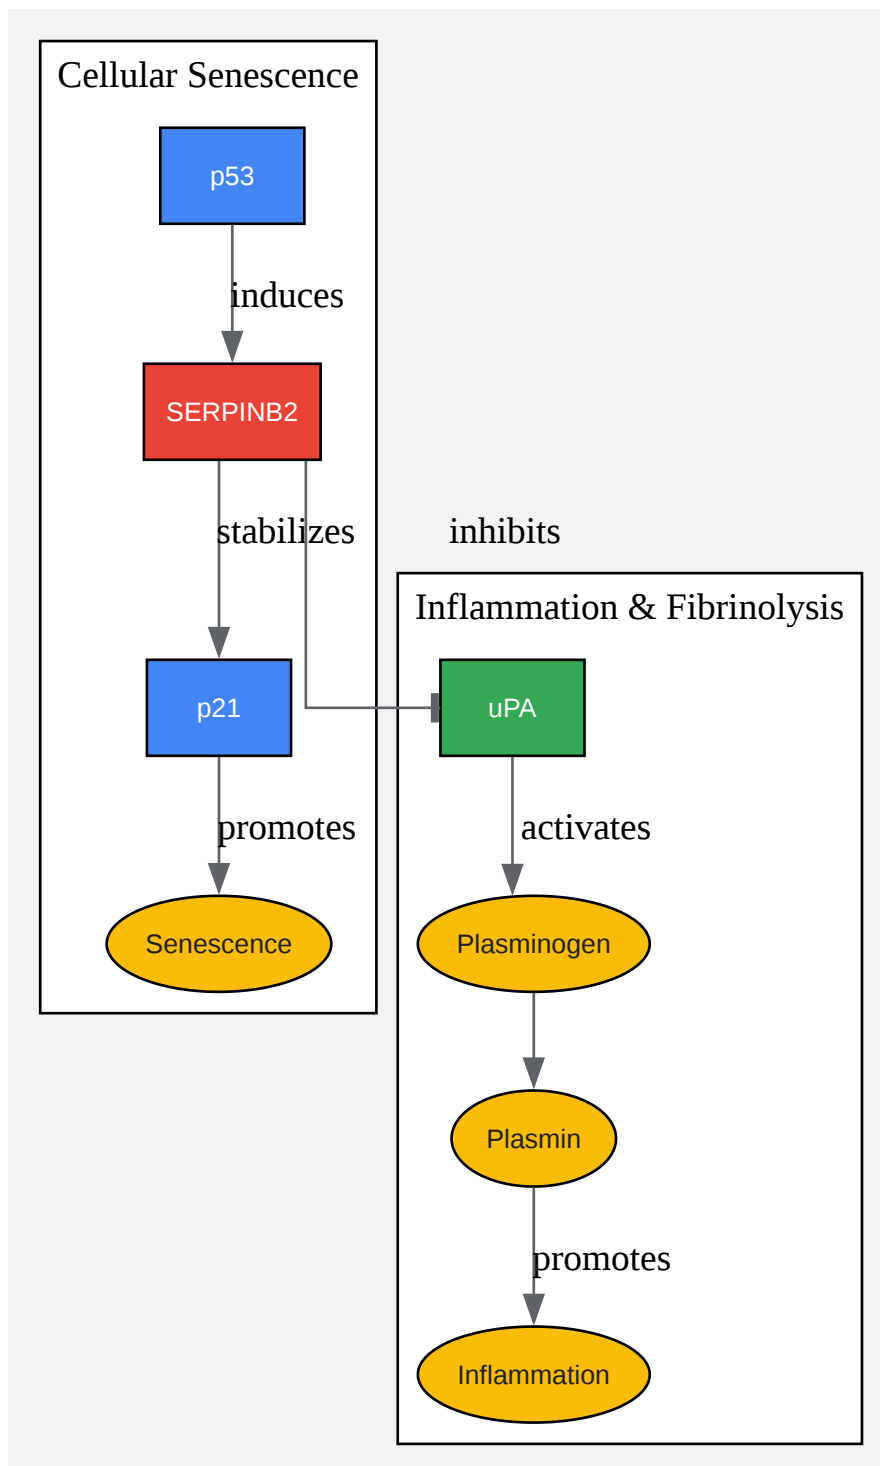 Cellular Senescence
p53
induces
SERPINB2
stabilizes
inhibits
Inflammation & Fibrinolysis
p21
uPA
promotes
activates
Senescence
Plasminogen
Plasmin
promotes
Inflammation